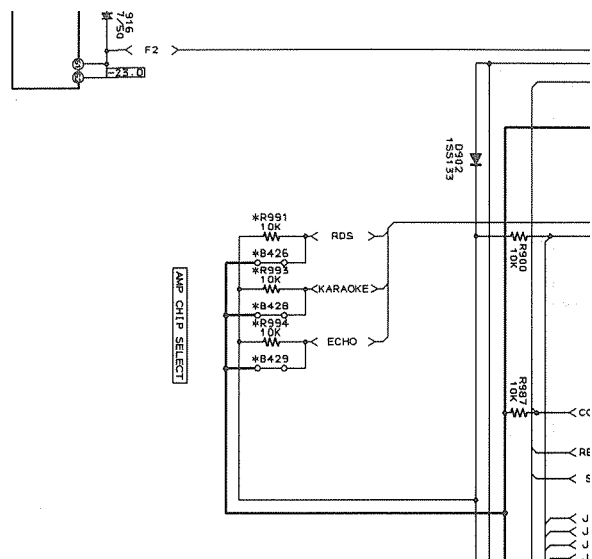 916
7/50
F2
-23.0
D902
1SS133
*R991
10K
RDS
*B426
*R993
10K
KARAOKE
*B428
*R994
10K
ECHO
*B429
AMP CHIP SELECT
R900
10K
R987
10K
CO
RE
S
J
J
J